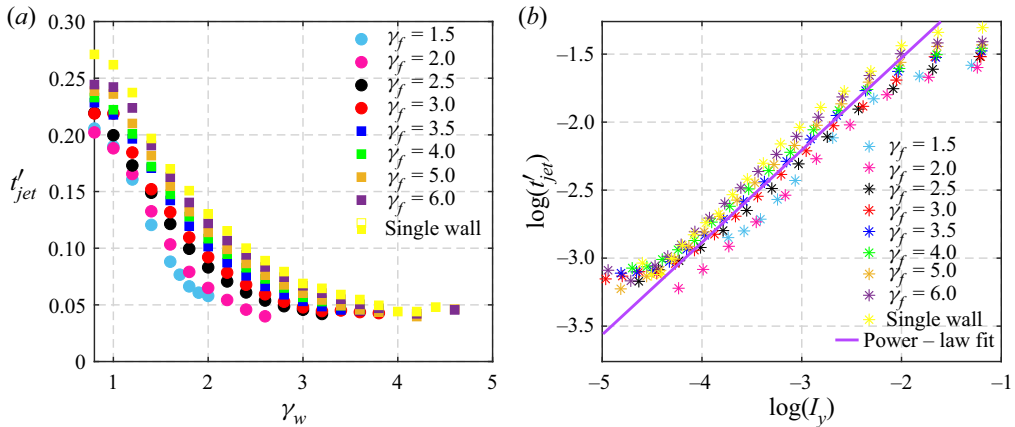 (a)
0.30
0.25
0.20
0.15
0.10
0.05
0
t′jet
1 2 3 4 5
γw
γf = 1.5
γf = 2.0
γf = 2.5
γf = 3.0
γf = 3.5
γf = 4.0
γf = 5.0
γf = 6.0
Single wall
(b)
−1.5
−2.0
−2.5
−3.0
−3.5
log(t′jet)
−5 −4 −3 −2 −1
log(Iy)
γf = 1.5
γf = 2.0
γf = 2.5
γf = 3.0
γf = 3.5
γf = 4.0
γf = 5.0
γf = 6.0
Single wall
Power – law fit